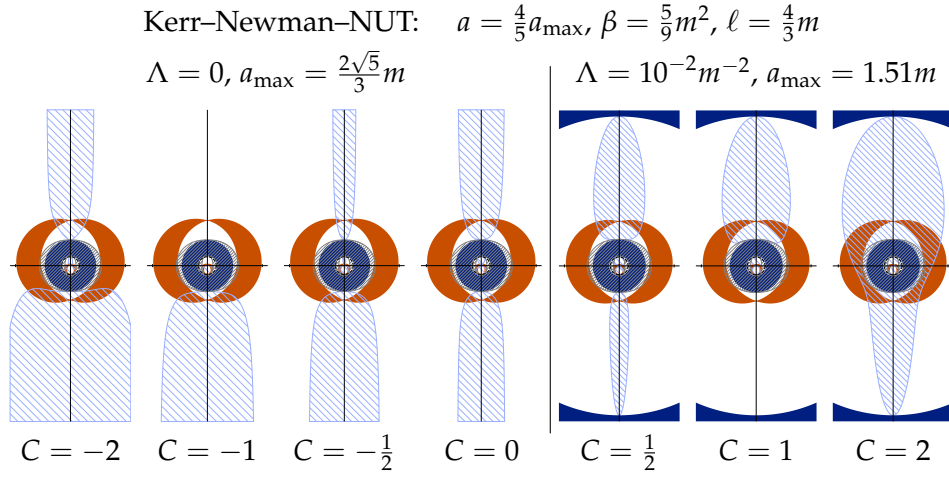 Kerr–Newman–NUT: a = 4/5 a_max, β = 5/9 m², ℓ = 4/3 m
Λ = 0, a_max = 2√5/3 m
Λ = 10⁻² m⁻², a_max = 1.51m
C = −2 C = −1 C = −1/2 C = 0 C = 1/2 C = 1 C = 2